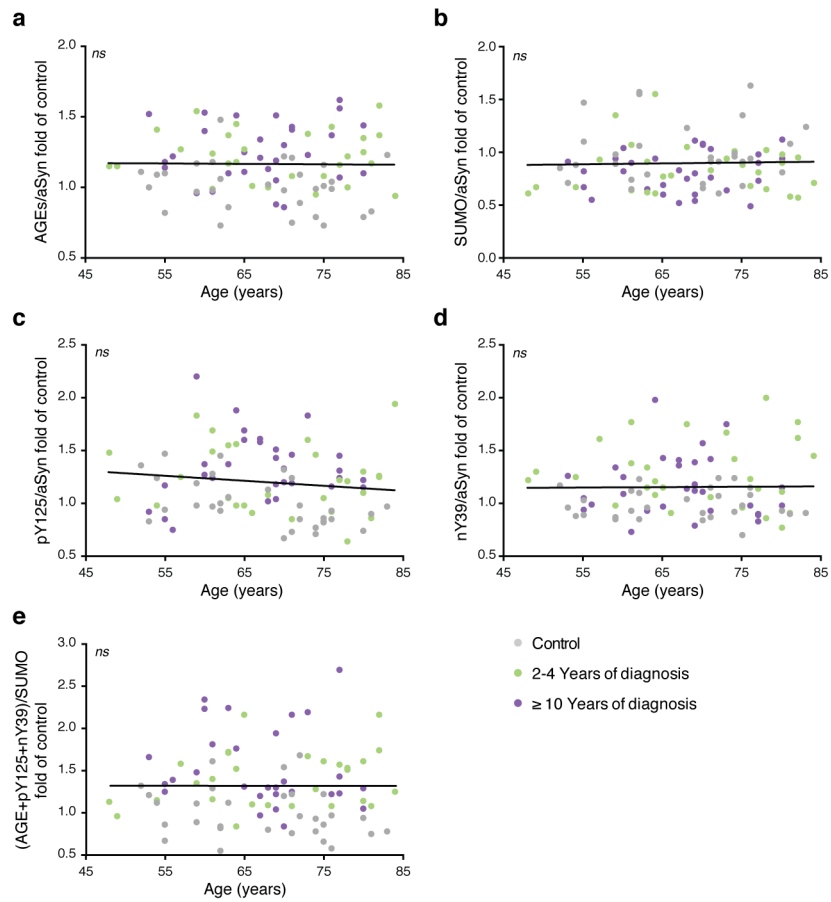 a
ns
2.0
1.5
1.0
0.5
AGEs/aSyn fold of control
45
55
65
75
85
Age (years)
b
ns
2.0
1.5
1.0
0.5
0.0
SUMO/aSyn fold of control
45
55
65
75
85
Age (years)
c
ns
2.5
2.0
1.5
1.0
0.5
pY125/aSyn fold of control
45
55
65
75
85
Age (years)
d
ns
2.5
2.0
1.5
1.0
0.5
nY39/aSyn fold of control
45
55
65
75
85
Age (years)
e
ns
3.0
2.5
2.0
1.5
1.0
0.5
(AGE+pY125+nY39)/SUMO
fold of control
45
55
65
75
85
Age (years)
Control
2-4 Years of diagnosis
≥ 10 Years of diagnosis